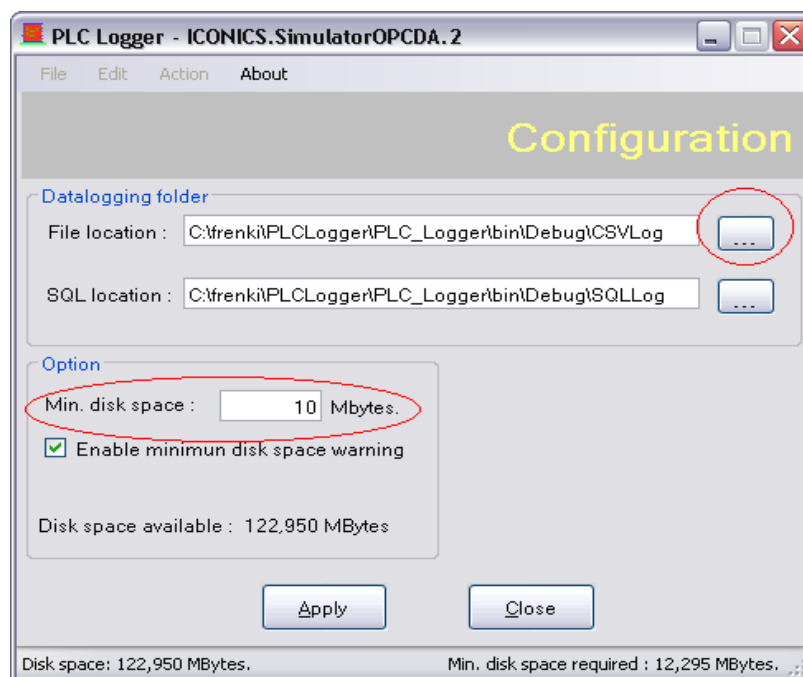 PLC Logger - ICONICS.SimulatorOPCDA.2
File Edit Action About
Configuration
Datalogging folder
File location : C:\frenki\PLCLogger\PLC_Logger\bin\Debug\CSVLog ...
SQL location : C:\frenki\PLCLogger\PLC_Logger\bin\Debug\SQLLog ...
Option
Min. disk space : 10 Mbytes.
Enable minimun disk space warning
Disk space available : 122,950 MBytes
Apply Close
Disk space: 122,950 MBytes. Min. disk space required : 12,295 MBytes.